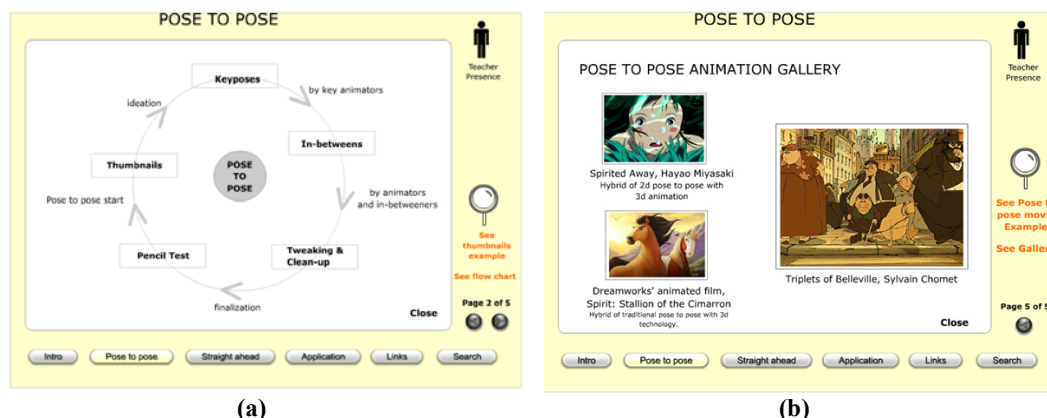 POSE TO POSE
Keyposes
by key animators
In-betweens
by animators
and in-betweeners
Tweaking &
Clean-up
finalization
Pencil Test
Pose to pose start
Thumbnails
ideation
POSE
TO
POSE
Close
Teacher
Presence
See
thumbnails
example
See flow chart
Page 2 of 5
Intro
Pose to pose
Straight ahead
Application
Links
Search
(a)
POSE TO POSE
POSE TO POSE ANIMATION GALLERY
Spirited Away, Hayao Miyasaki
Hybrid of 2d pose to pose with
3d animation
Dreamworks' animated film,
Spirit: Stallion of the Cimarron
Hybrid of traditional pose to pose with 3d
technology.
Triplets of Belleville, Sylvain Chomet
Close
Teacher
Presence
See Pose t
pose movi
Example
See Galler
Page 5 of 5
Intro
Pose to pose
Straight ahead
Application
Links
Search
(b)